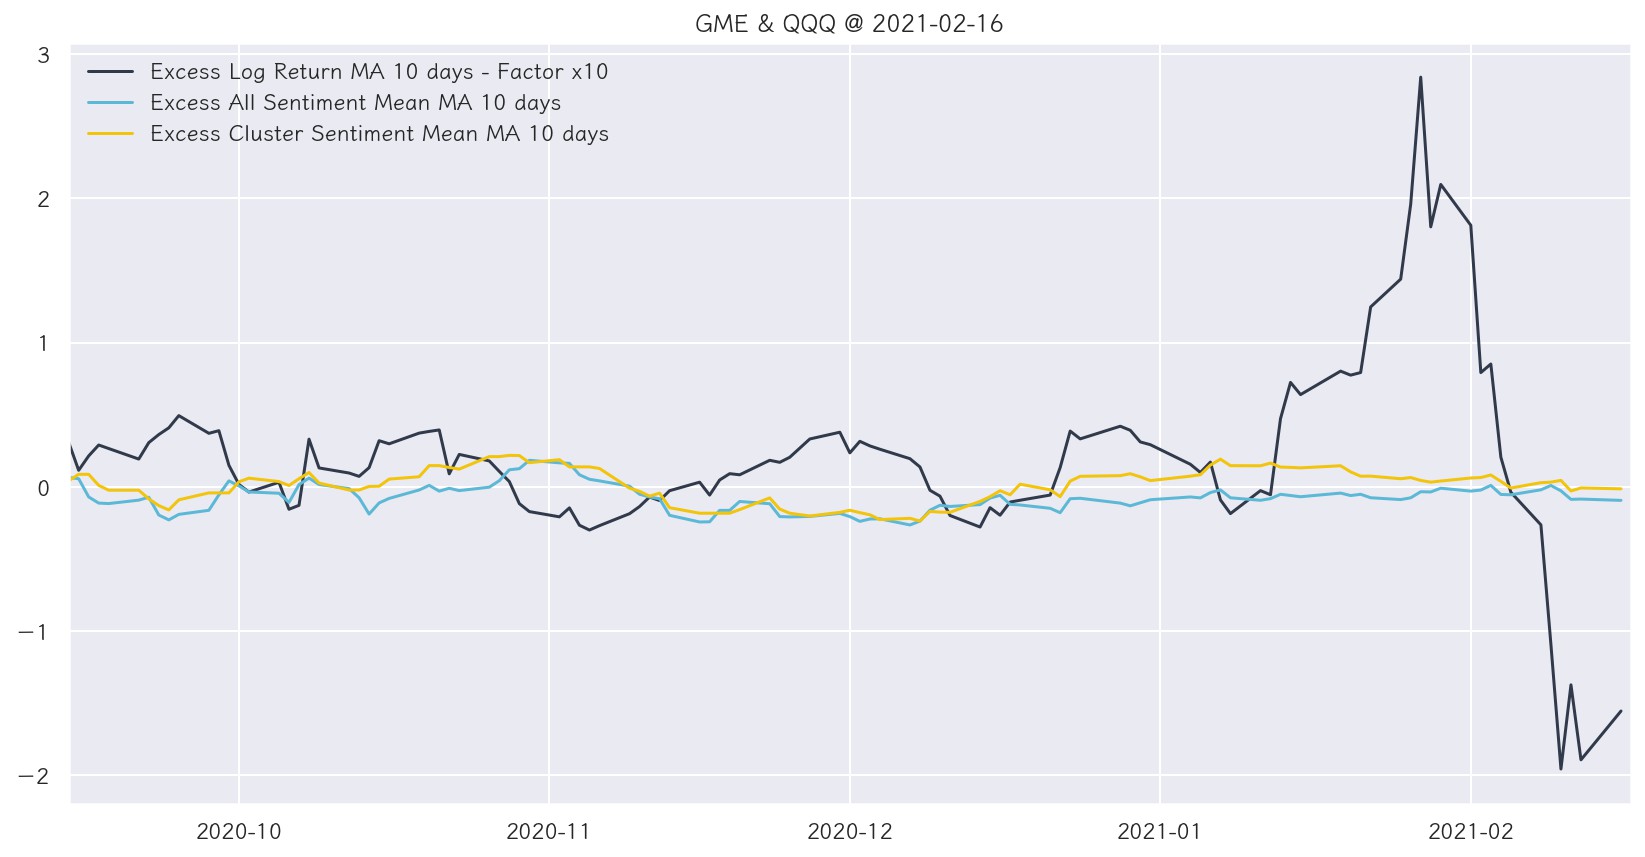 GME & QQQ @ 2021-02-16
3
Excess Log Return MA 10 days - Factor x10
Excess All Sentiment Mean MA 10 days
Excess Cluster Sentiment Mean MA 10 days
2
1
0
−1
−2
2020-10 2020-11 2020-12 2021-01 2021-02